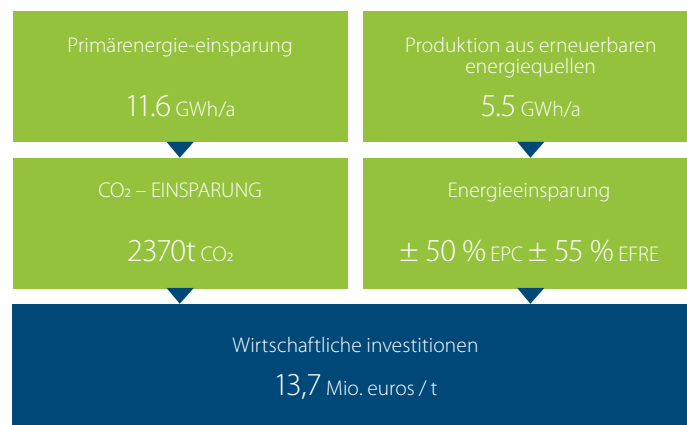 Primärenergie-einsparung
11.6 GWh/a
Produktion aus erneuerbaren
energiequellen
5.5 GWh/a
CO₂ – EINSPARUNG
2370t CO₂
Energieeinsparung
± 50 % EPC ± 55 % EFRE
Wirtschaftliche investitionen
13,7 Mio. euros / t